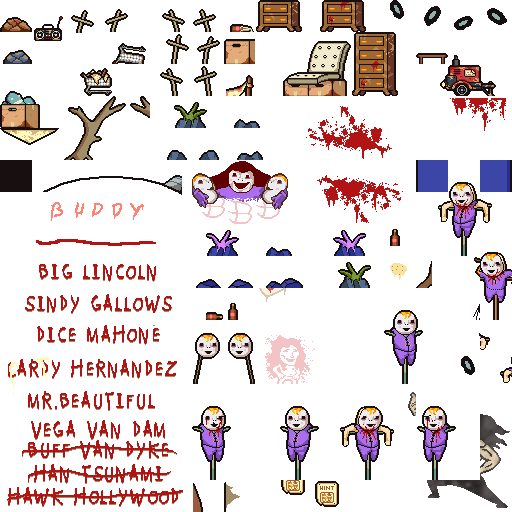 BUDDY
BIG LINCOLN
SINDY GALLOWS
DICE MAHONE
LARDY HERNANDEZ
MR.BEAUTIFUL
VEGA VAN DAM
BUFF VAN DYKE
HAN TSUNAMI
HAWK HOLLYWOOD
HINT